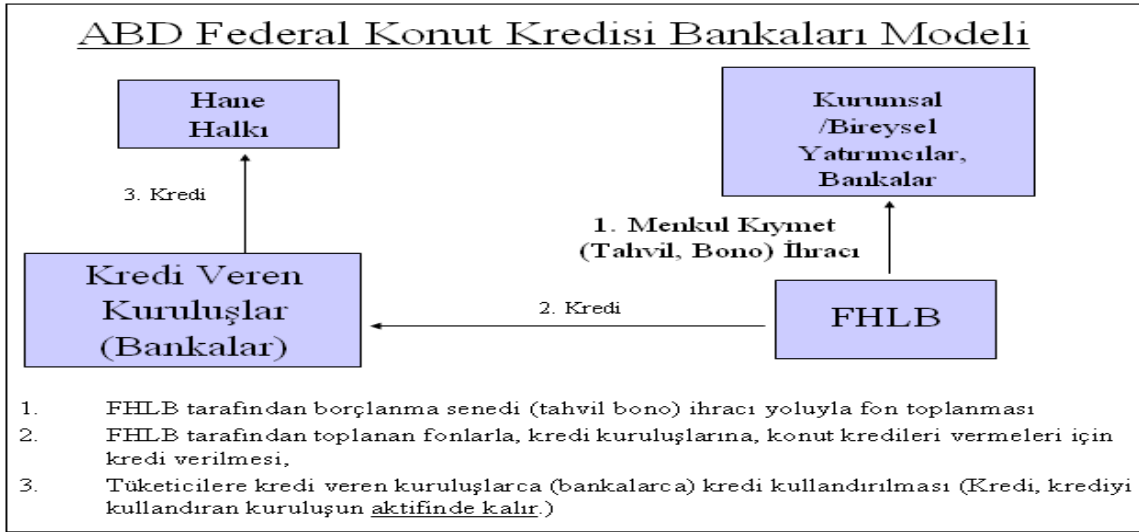 ABD Federal Konut Kredisi Bankaları Modeli
Hane
Halkı
Kurumsal
/Bireysel
Yatırımcılar,
Bankalar
3. Kredi
1. Menkul Kıymet
(Tahvil, Bono) İhracı
Kredi Veren
Kuruluşlar
(Bankalar)
2. Kredi
FHLB
1. FHLB tarafından borçlanma senedi (tahvil bono) ihracı yoluyla fon toplanması
2. FHLB tarafından toplanan fonlarla, kredi kuruluşlarına, konut kredileri vermeleri için
kredi verilmesi,
3. Tüketicilere kredi veren kuruluşlarca (bankalarca) kredi kullandırılması (Kredi, krediyi
kullandıran kuruluşun aktifinde kalır.)